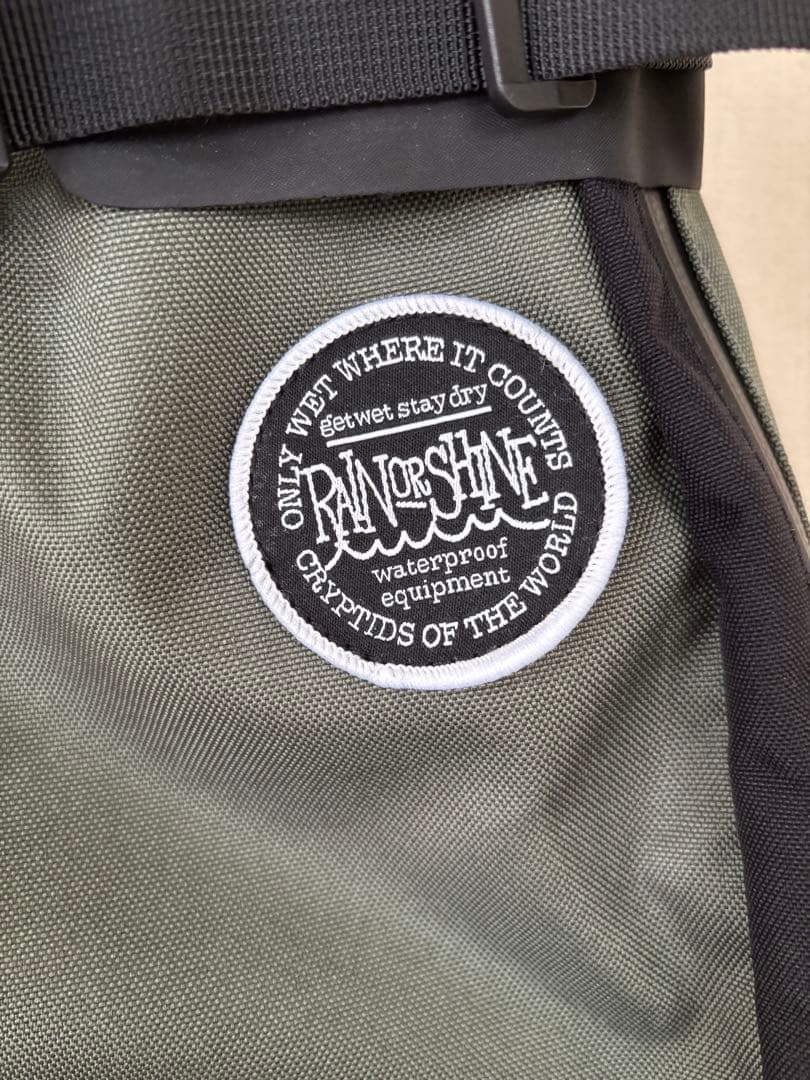 ONLY WET WHERE IT COUNTS
getwet stay dry
RAIN OR SHINE
waterproof
equipment
CRYPTIDS OF THE WORLD